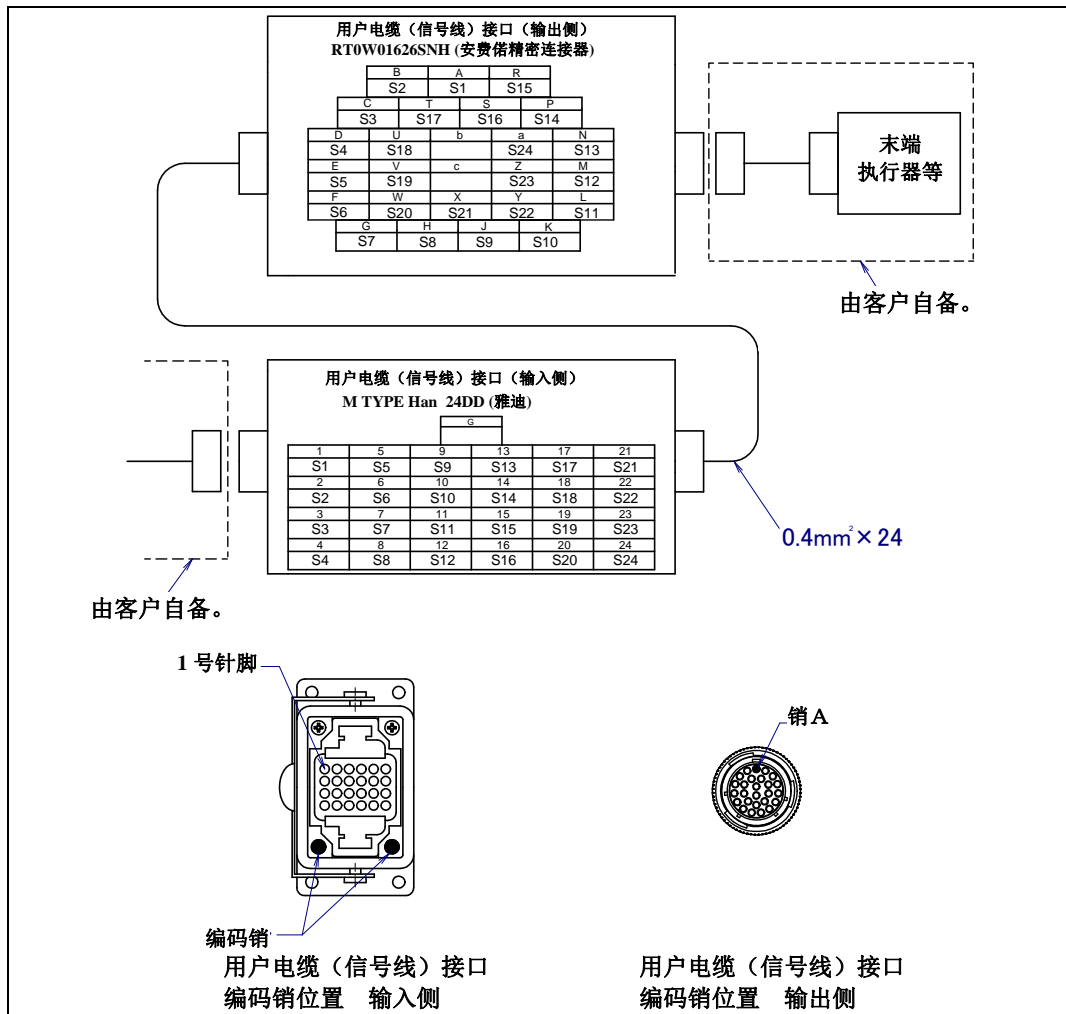 用户电缆（信号线）接口（输出侧）
RT0W01626SNH (安费偌精密连接器)
B A R
S2 S1 S15
C T S P
S3 S17 S16 S14
D U b a N
S4 S18 S24 S13
E V c Z M
S5 S19 S23 S12
F W X Y L
S6 S20 S21 S22 S11
G H J K
S7 S8 S9 S10
末端
执行器等
由客户自备。
用户电缆（信号线）接口（输入侧）
M TYPE Han 24DD (雅迪)
G
1 5 9 13 17 21
S1 S5 S9 S13 S17 S21
2 6 10 14 18 22
S2 S6 S10 S14 S18 S22
3 7 11 15 19 23
S3 S7 S11 S15 S19 S23
4 8 12 16 20 24
S4 S8 S12 S16 S20 S24
0.4mm²×24
由客户自备。
1 号针脚
销A
编码销
用户电缆（信号线）接口
编码销位置 输入侧
用户电缆（信号线）接口
编码销位置 输出侧